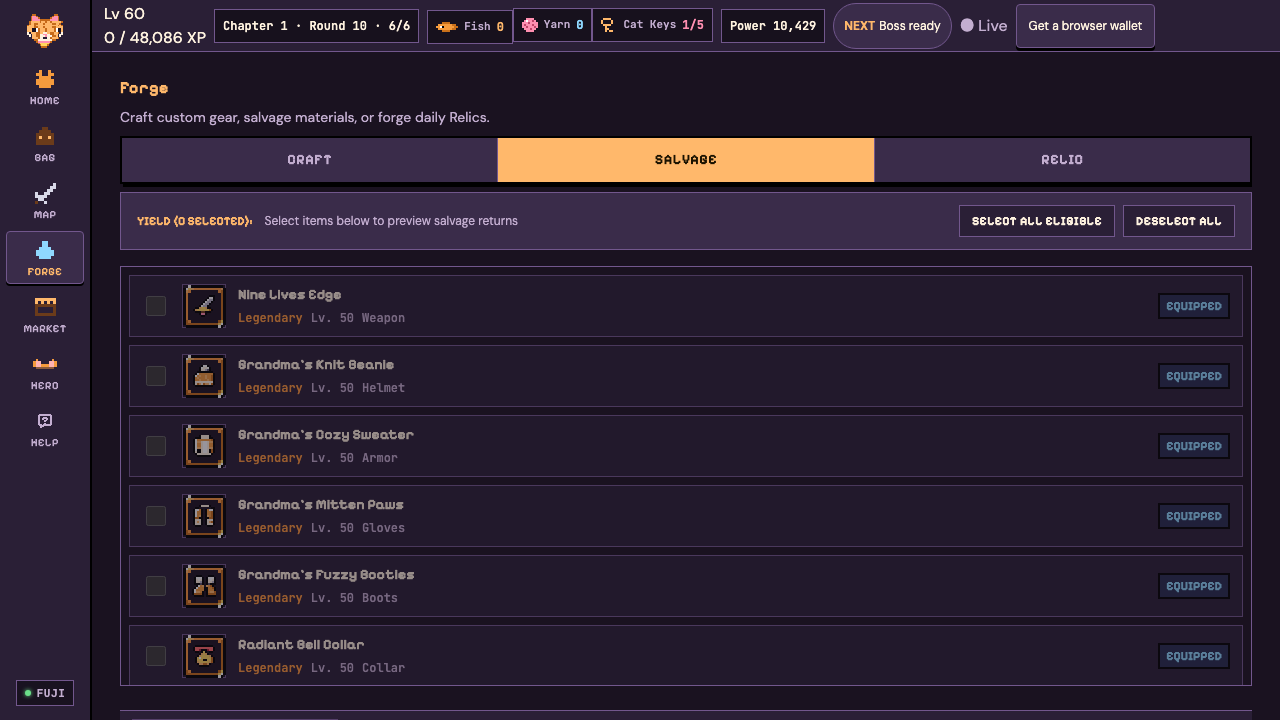 Lv 60
0 / 48,086 XP
Chapter 1 · Round 10 · 6/6
Fish 0
Yarn 0
Cat Keys 1/5
Power 10,429
NEXT Boss ready
Live
Get a browser wallet
HOME
BAG
MAP
FORGE
MARKET
HERO
HELP
FUJI
Forge
Craft custom gear, salvage materials, or forge daily Relics.
CRAFT
SALVAGE
RELIC
YIELD (0 SELECTED):
Select items below to preview salvage returns
SELECT ALL ELIGIBLE
DESELECT ALL
Nine Lives Edge
Legendary Lv. 50 Weapon
EQUIPPED
Grandma's Knit Beanie
Legendary Lv. 50 Helmet
EQUIPPED
Grandma's Cozy Sweater
Legendary Lv. 50 Armor
EQUIPPED
Grandma's Mitten Paws
Legendary Lv. 50 Gloves
EQUIPPED
Grandma's Fuzzy Booties
Legendary Lv. 50 Boots
EQUIPPED
Radiant Bell Collar
Legendary Lv. 50 Collar
EQUIPPED